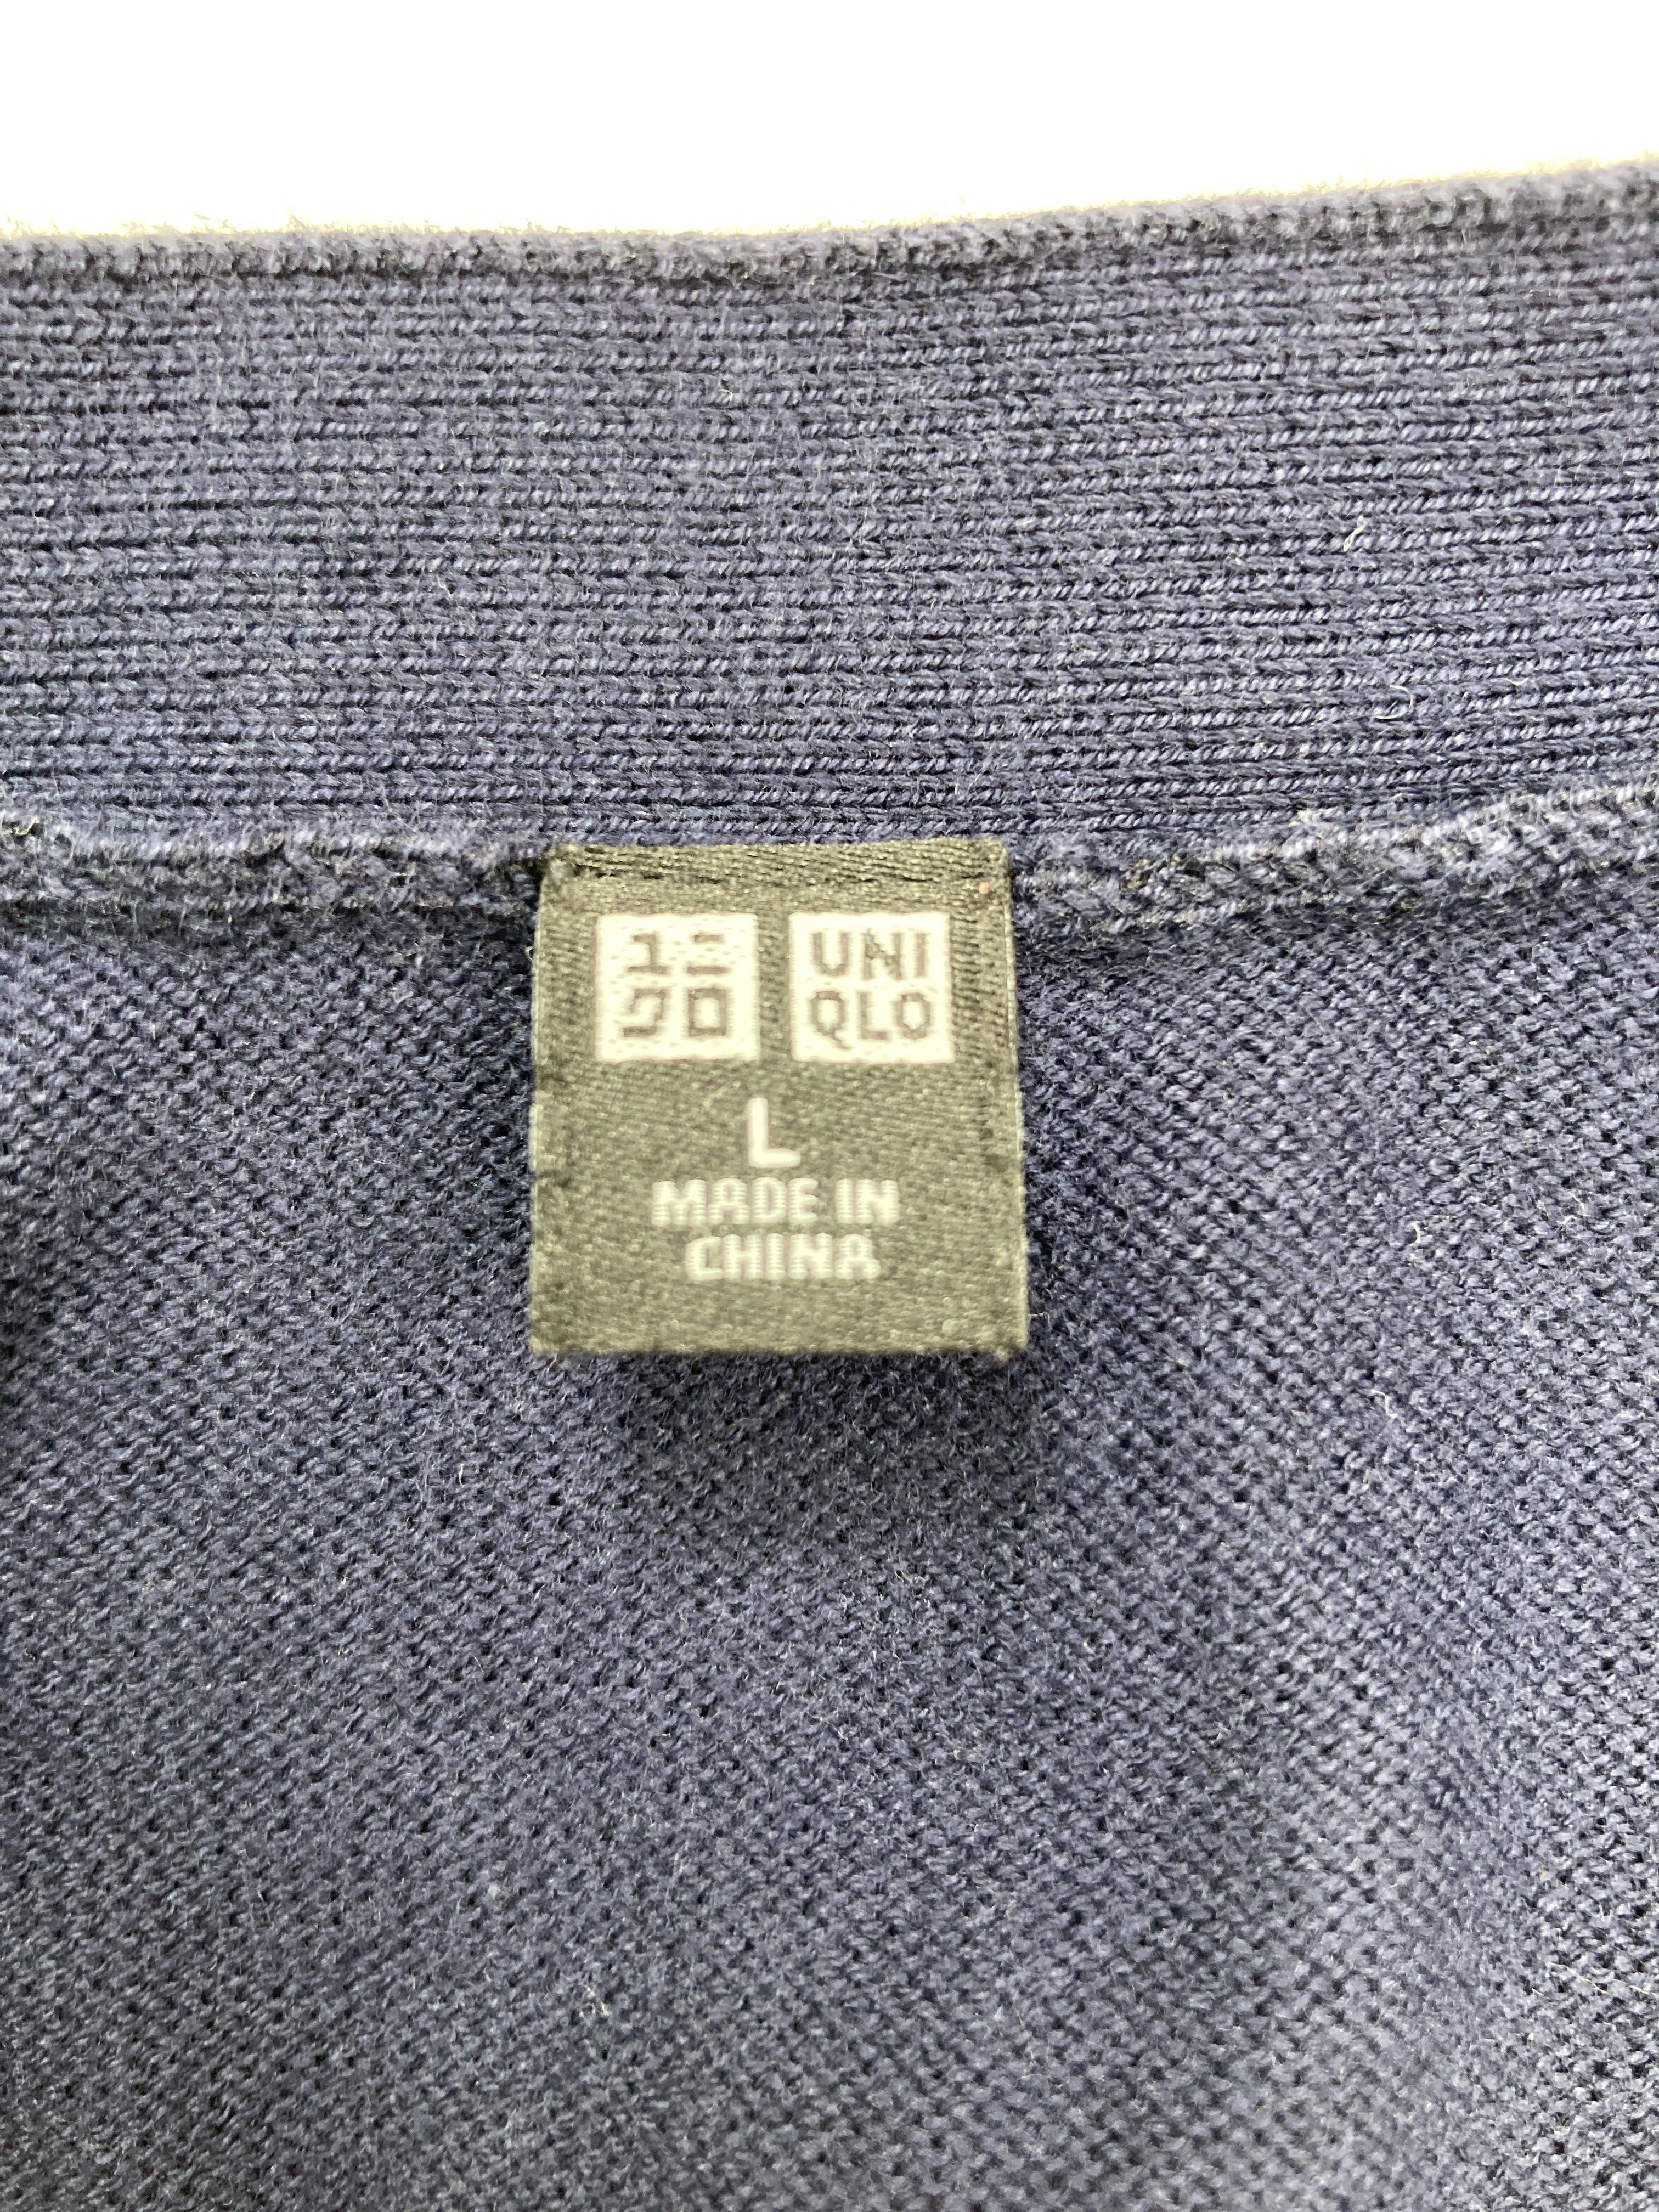 ユニ
クロ
UNI
QLO
L
MADE IN
CHINA